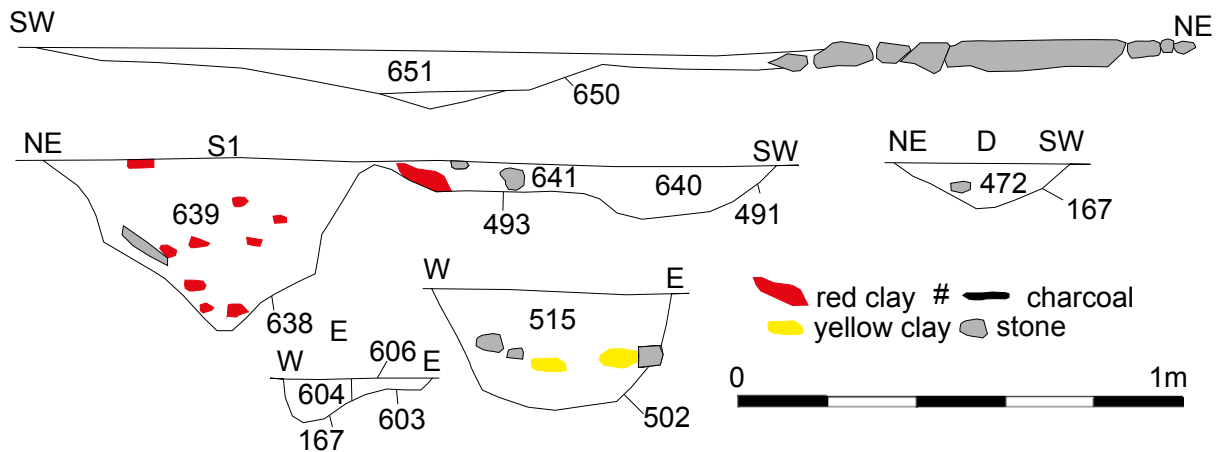 SW NE
651
650
NE S1 SW
641 640
639
493 491
638
NE D SW
472
167
W E
515
502
E
W 606 E
604
603
167
red clay # charcoal
yellow clay stone
0 1m